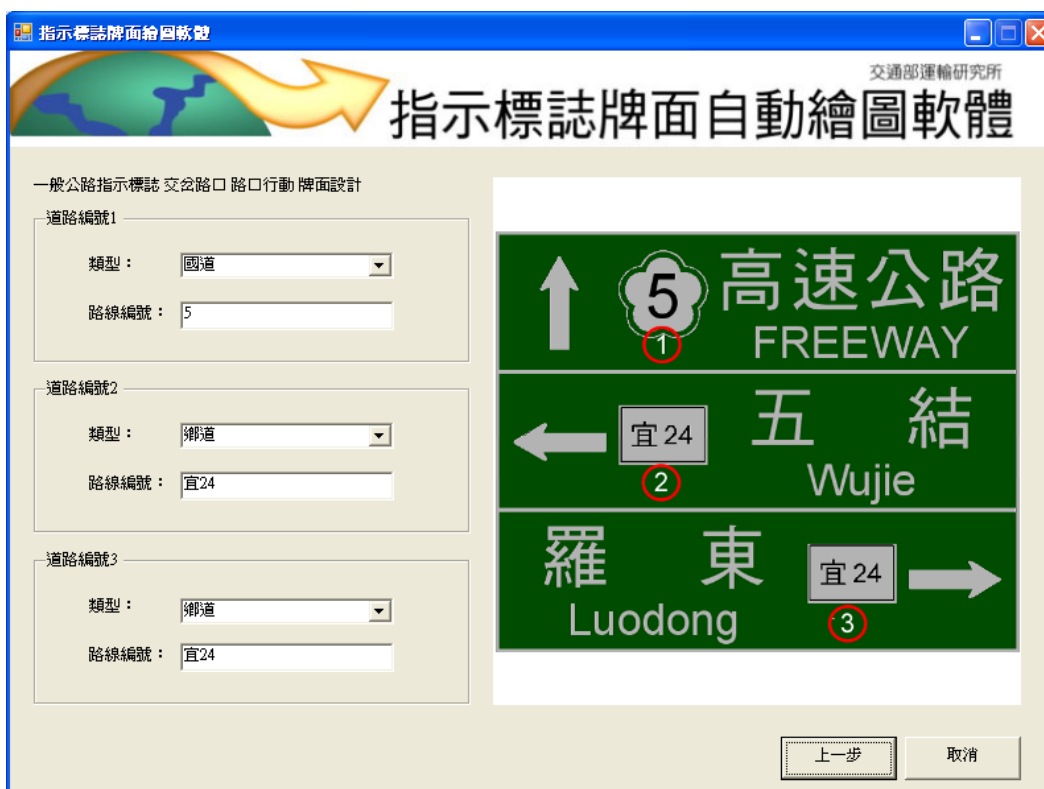 指示標誌牌面繪圖軟體
交通部運輸研究所
指示標誌牌面自動繪圖軟體
一般公路指示標誌 交岔路口 路口行動 牌面設計
道路編號1
類型： 國道
路線編號： 5
道路編號2
類型： 鄉道
路線編號： 宜24
道路編號3
類型： 鄉道
路線編號： 宜24
5 高速公路
1 FREEWAY
宜24 五結
2 Wujie
羅東 宜24
Luodong 3
上一步 取消